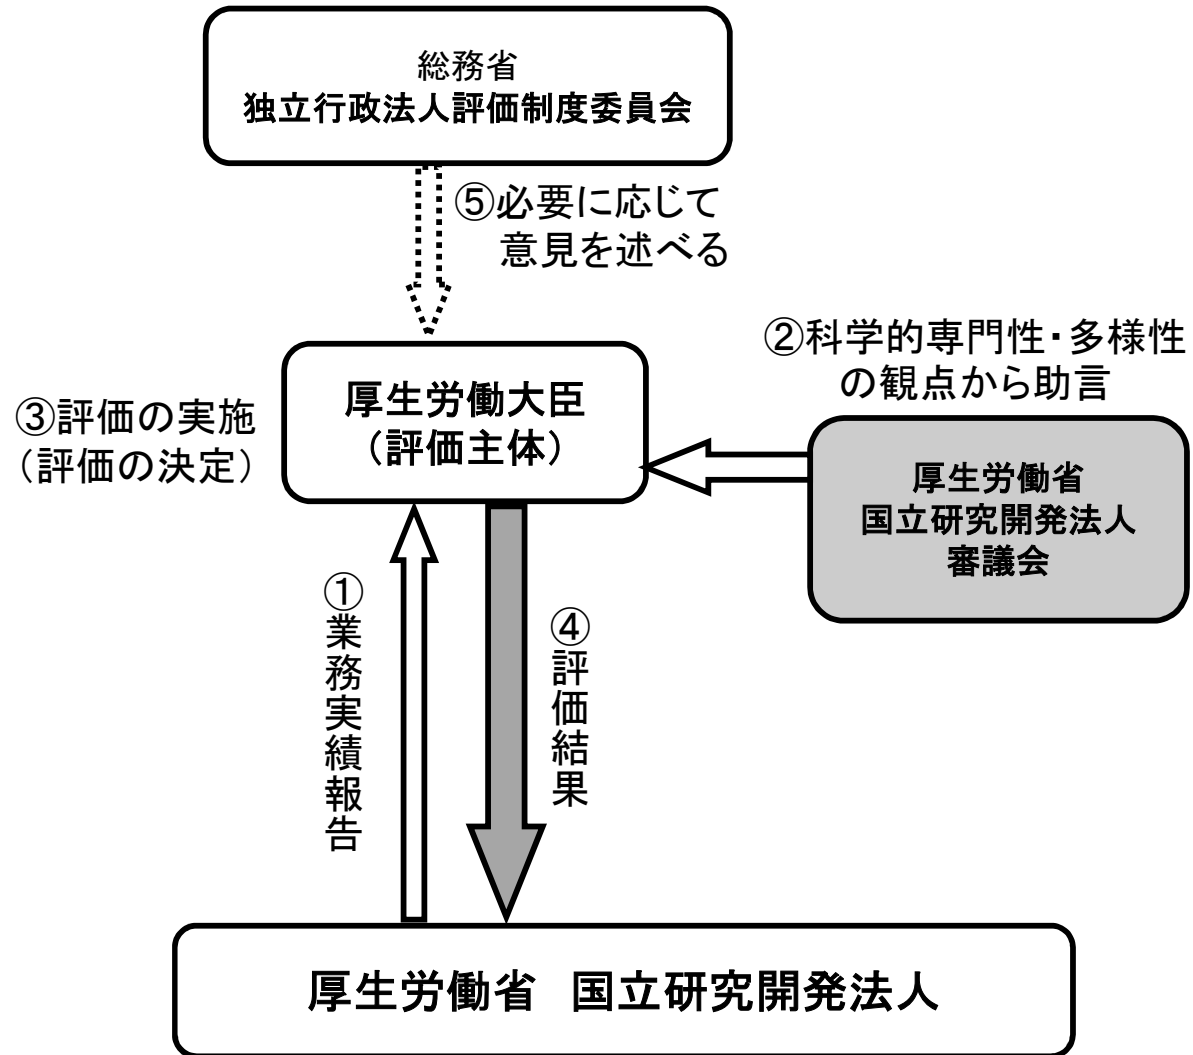 総務省
独立行政法人評価制度委員会
⑤必要に応じて
意見を述べる
②科学的専門性・多様性
の観点から助言
厚生労働大臣
(評価主体)
③評価の実施
(評価の決定)
厚生労働省
国立研究開発法人
審議会
①業務実績報告
④評価結果
厚生労働省　国立研究開発法人